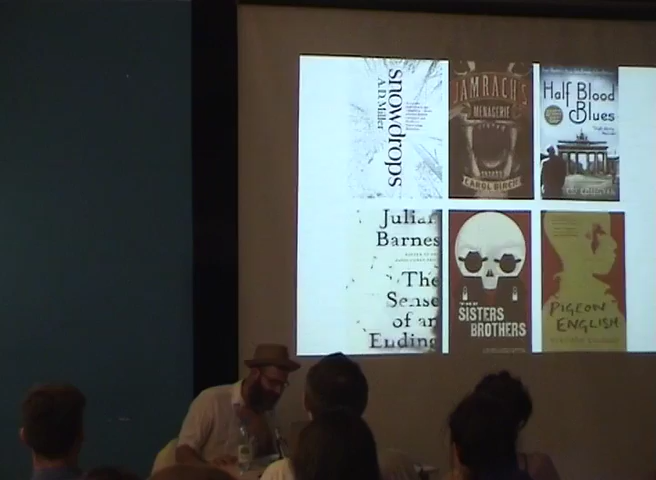 snowdrops
A.D. Miller
JAMRACH'S
MENAGERIE
CAROL BIRCH
Half Blood
Blues
Julian
Barnes
The
Sense
of an
Ending
THE
SISTERS
BROTHERS
PIGEON
ENGLISH